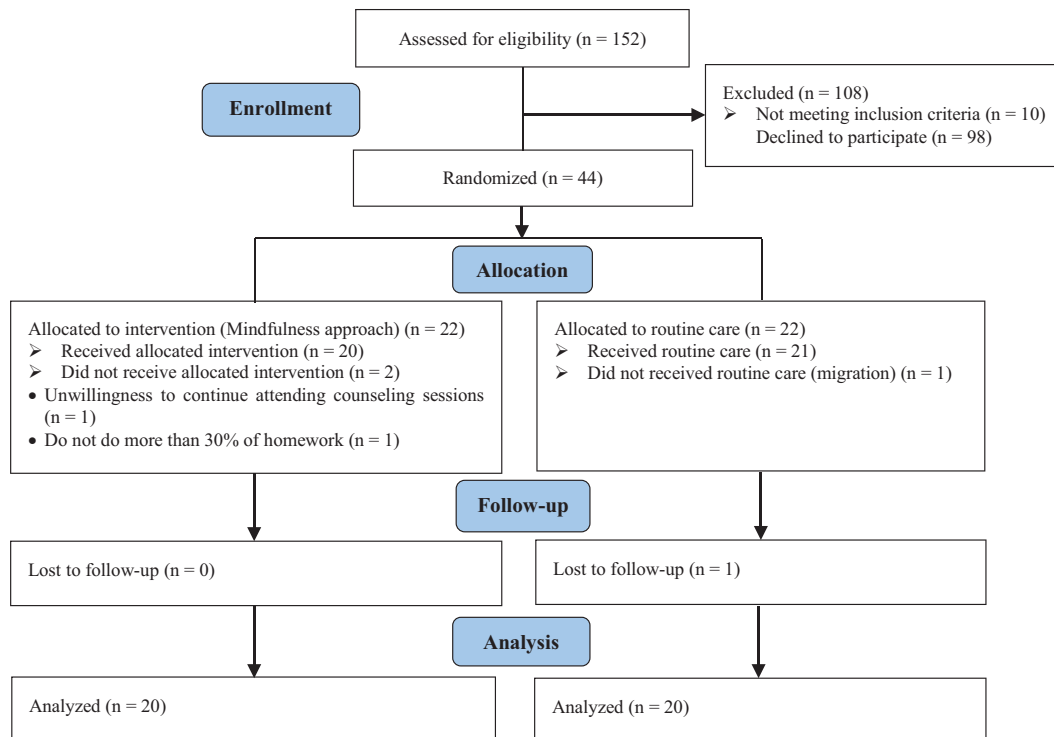 Assessed for eligibility (n = 152)
Enrollment
Excluded (n = 108)
➢ Not meeting inclusion criteria (n = 10)
Declined to participate (n = 98)
Randomized (n = 44)
Allocation
Allocated to intervention (Mindfulness approach) (n = 22)
➢ Received allocated intervention (n = 20)
➢ Did not receive allocated intervention (n = 2)
• Unwillingness to continue attending counseling sessions
(n = 1)
• Do not do more than 30% of homework (n = 1)
Allocated to routine care (n = 22)
➢ Received routine care (n = 21)
➢ Did not received routine care (migration) (n = 1)
Follow-up
Lost to follow-up (n = 0)
Lost to follow-up (n = 1)
Analysis
Analyzed (n = 20)
Analyzed (n = 20)